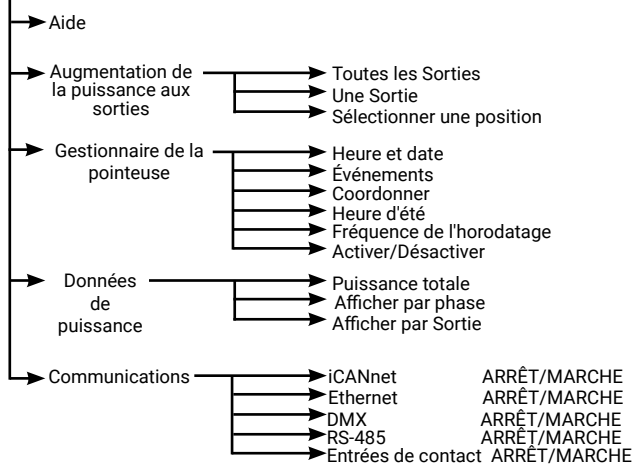 Aide
Augmentation de
la puissance aux
sorties
Toutes les Sorties
Une Sortie
Sélectionner une position
Gestionnaire de la
pointeuse
Heure et date
Événements
Coordonner
Heure d'été
Fréquence de l'horodatage
Activer/Désactiver
Données
de
puissance
Puissance totale
Afficher par phase
Afficher par Sortie
Communications
iCANnet ARRÊT/MARCHE
Ethernet ARRÊT/MARCHE
DMX ARRÊT/MARCHE
RS-485 ARRÊT/MARCHE
Entrées de contact ARRÊT/MARCHE